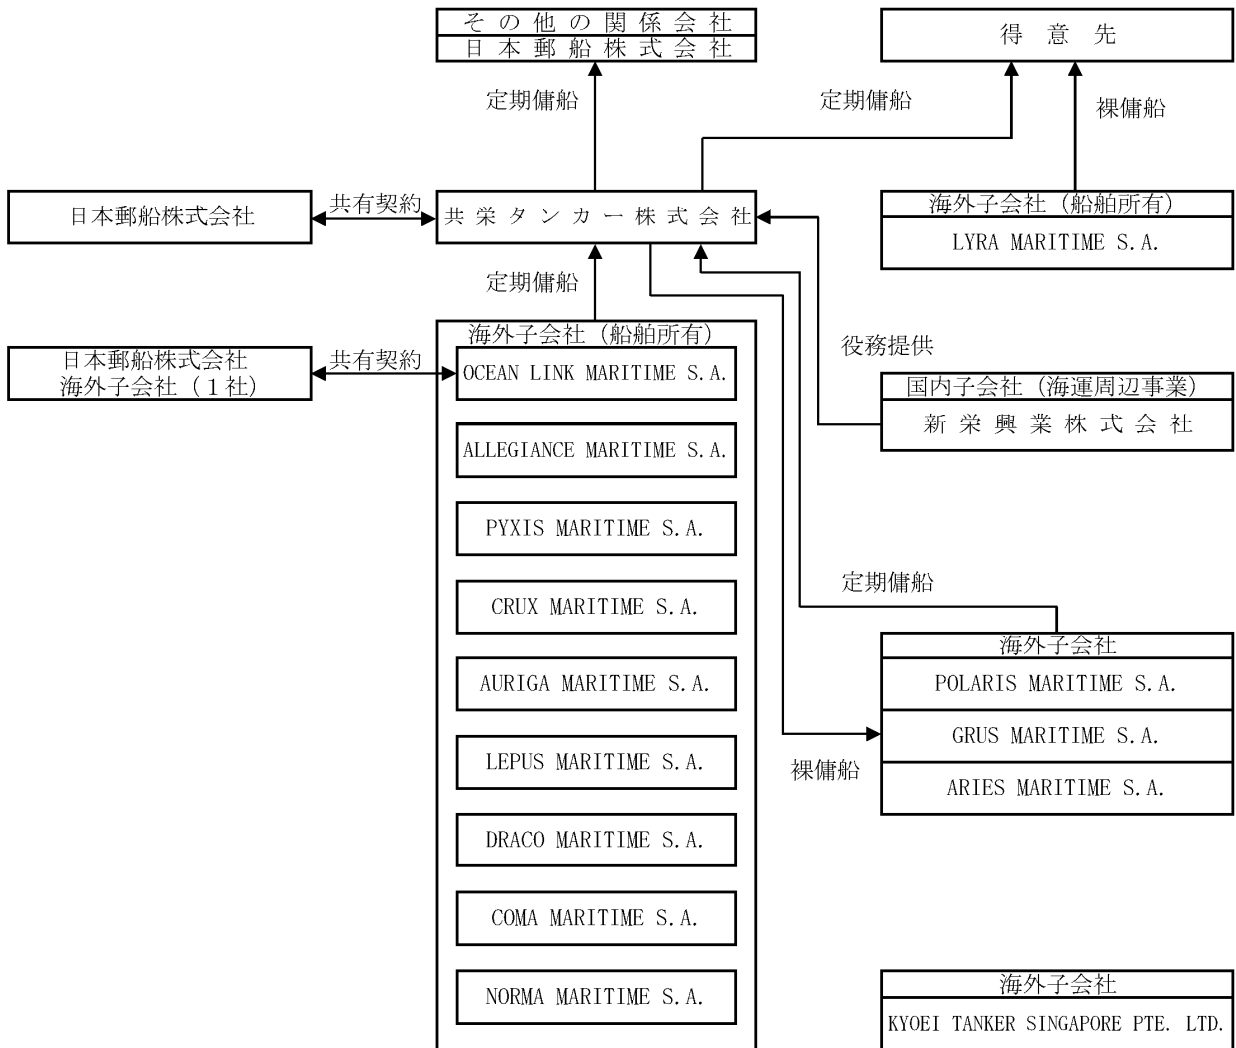 その他の関係会社
日本郵船株式会社
得意先
定期傭船
定期傭船
裸傭船
日本郵船株式会社
共有契約
共栄タンカー株式会社
海外子会社(船舶所有)
LYRA MARITIME S.A.
定期傭船
海外子会社(船舶所有)
日本郵船株式会社
海外子会社(1社)
共有契約
OCEAN LINK MARITIME S.A.
ALLEGIANCE MARITIME S.A.
PYXIS MARITIME S.A.
CRUX MARITIME S.A.
AURIGA MARITIME S.A.
LEPUS MARITIME S.A.
DRACO MARITIME S.A.
COMA MARITIME S.A.
NORMA MARITIME S.A.
役務提供
国内子会社(海運周辺事業)
新栄興業株式会社
定期傭船
海外子会社
POLARIS MARITIME S.A.
GRUS MARITIME S.A.
ARIES MARITIME S.A.
裸傭船
海外子会社
KYOEI TANKER SINGAPORE PTE. LTD.